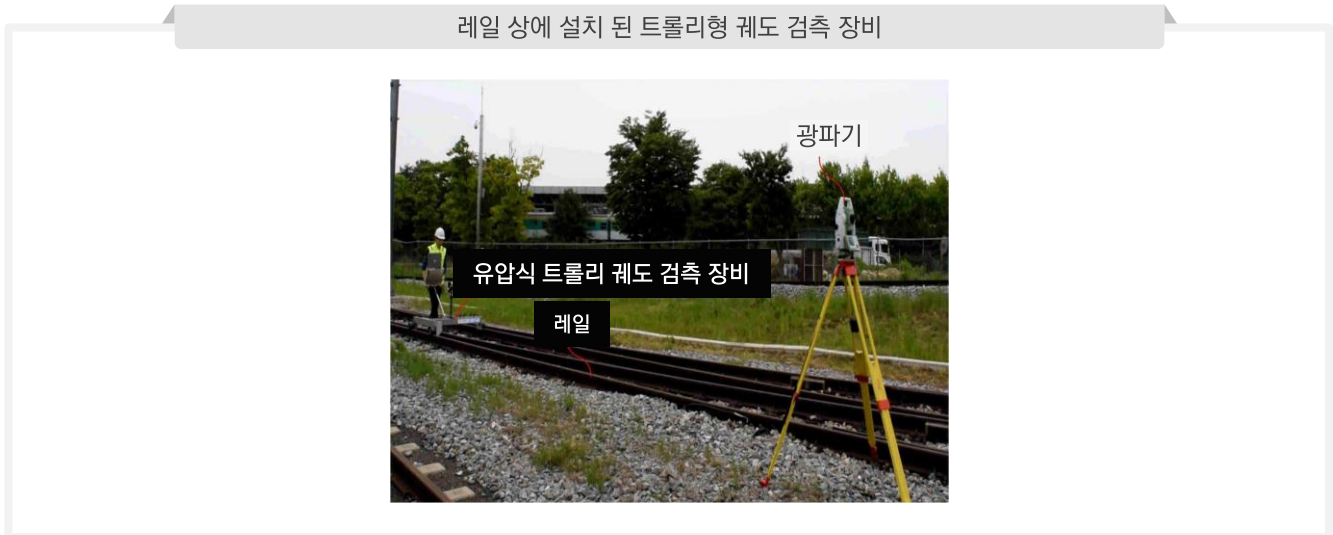 레일 상에 설치 된 트롤리형 궤도 검측 장비
광파기
유압식 트롤리 궤도 검측 장비
레일